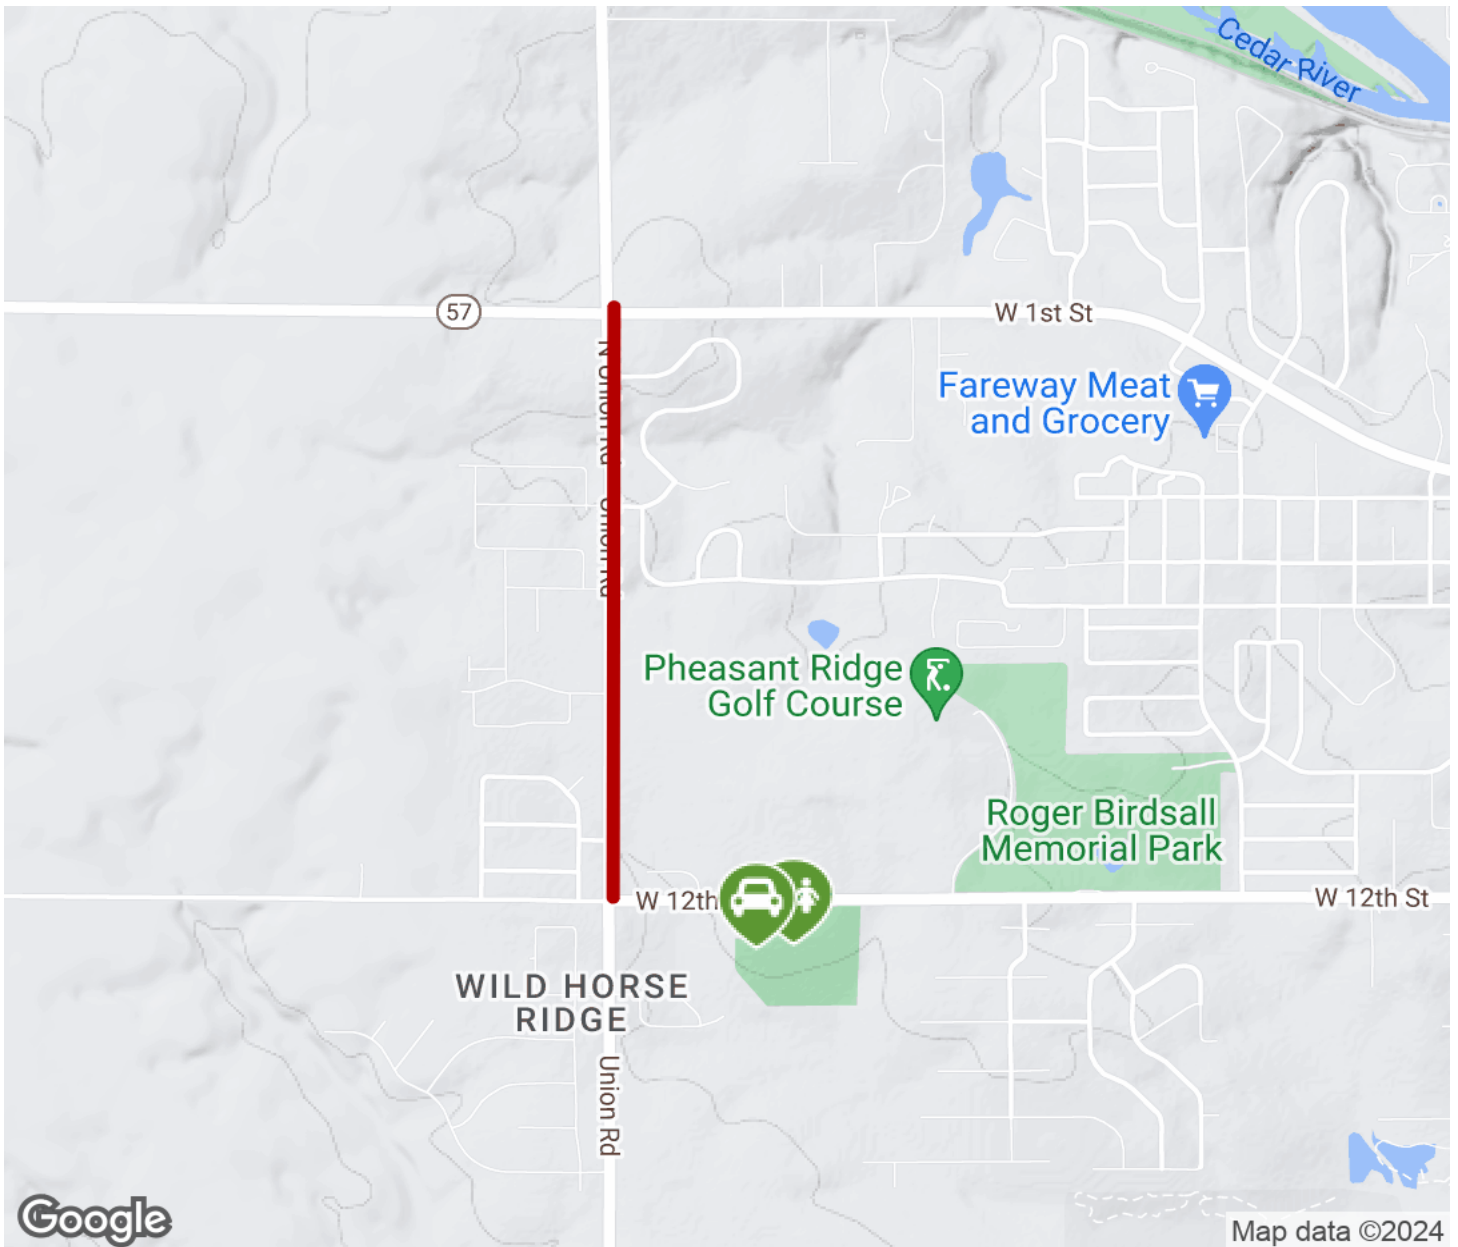 Cedar River
57
W 1st St
N Union Rd
Fareway Meat
and Grocery
Union Rd
Pheasant Ridge
Golf Course
Roger Birdsall
Memorial Park
W 12th
W 12th St
WILD HORSE
RIDGE
Union Rd
Google
Map data ©2024